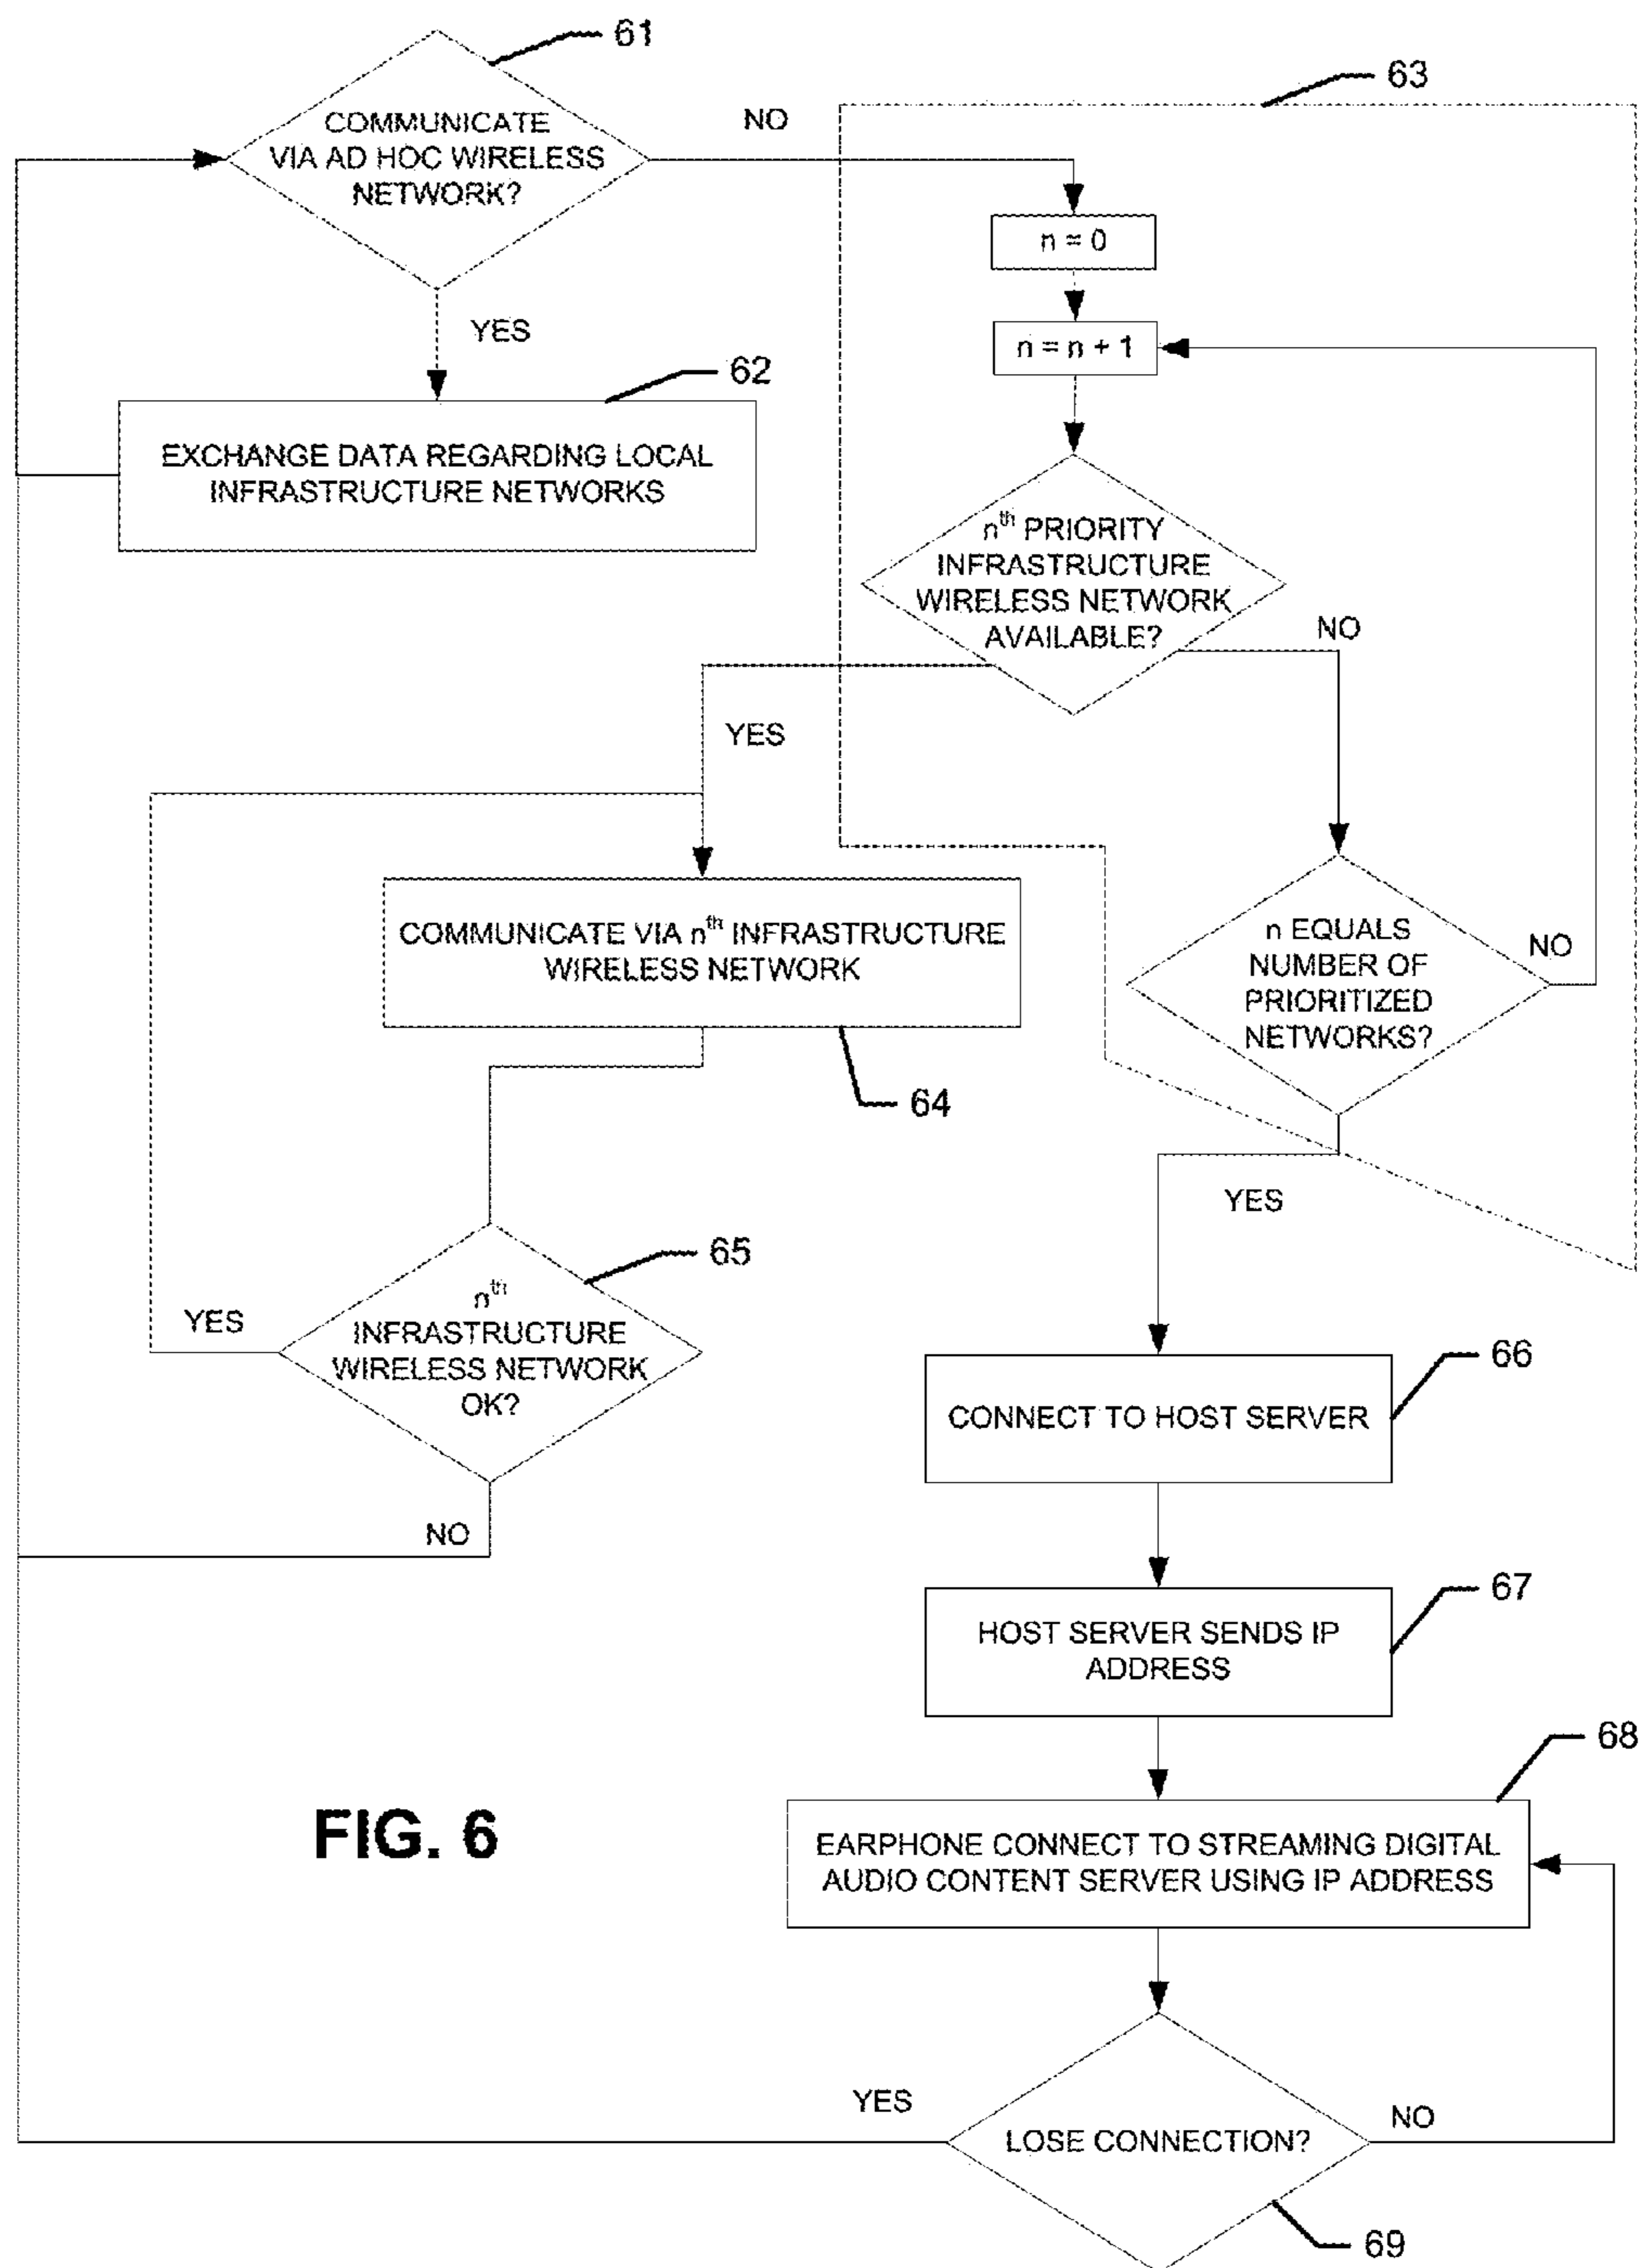 61
COMMUNICATE
VIA AD HOC WIRELESS
NETWORK?
NO
63
n = 0
YES
n = n + 1
62
EXCHANGE DATA REGARDING LOCAL
INFRASTRUCTURE NETWORKS
nth PRIORITY
INFRASTRUCTURE
WIRELESS NETWORK
AVAILABLE?
NO
YES
COMMUNICATE VIA nth INFRASTRUCTURE
WIRELESS NETWORK
n EQUALS
NUMBER OF
PRIORITIZED
NETWORKS?
NO
64
YES
65
nth
INFRASTRUCTURE
WIRELESS NETWORK
OK?
YES
NO
66
CONNECT TO HOST SERVER
67
HOST SERVER SENDS IP
ADDRESS
68
EARPHONE CONNECT TO STREAMING DIGITAL
AUDIO CONTENT SERVER USING IP ADDRESS
FIG. 6
YES
LOSE CONNECTION?
NO
69